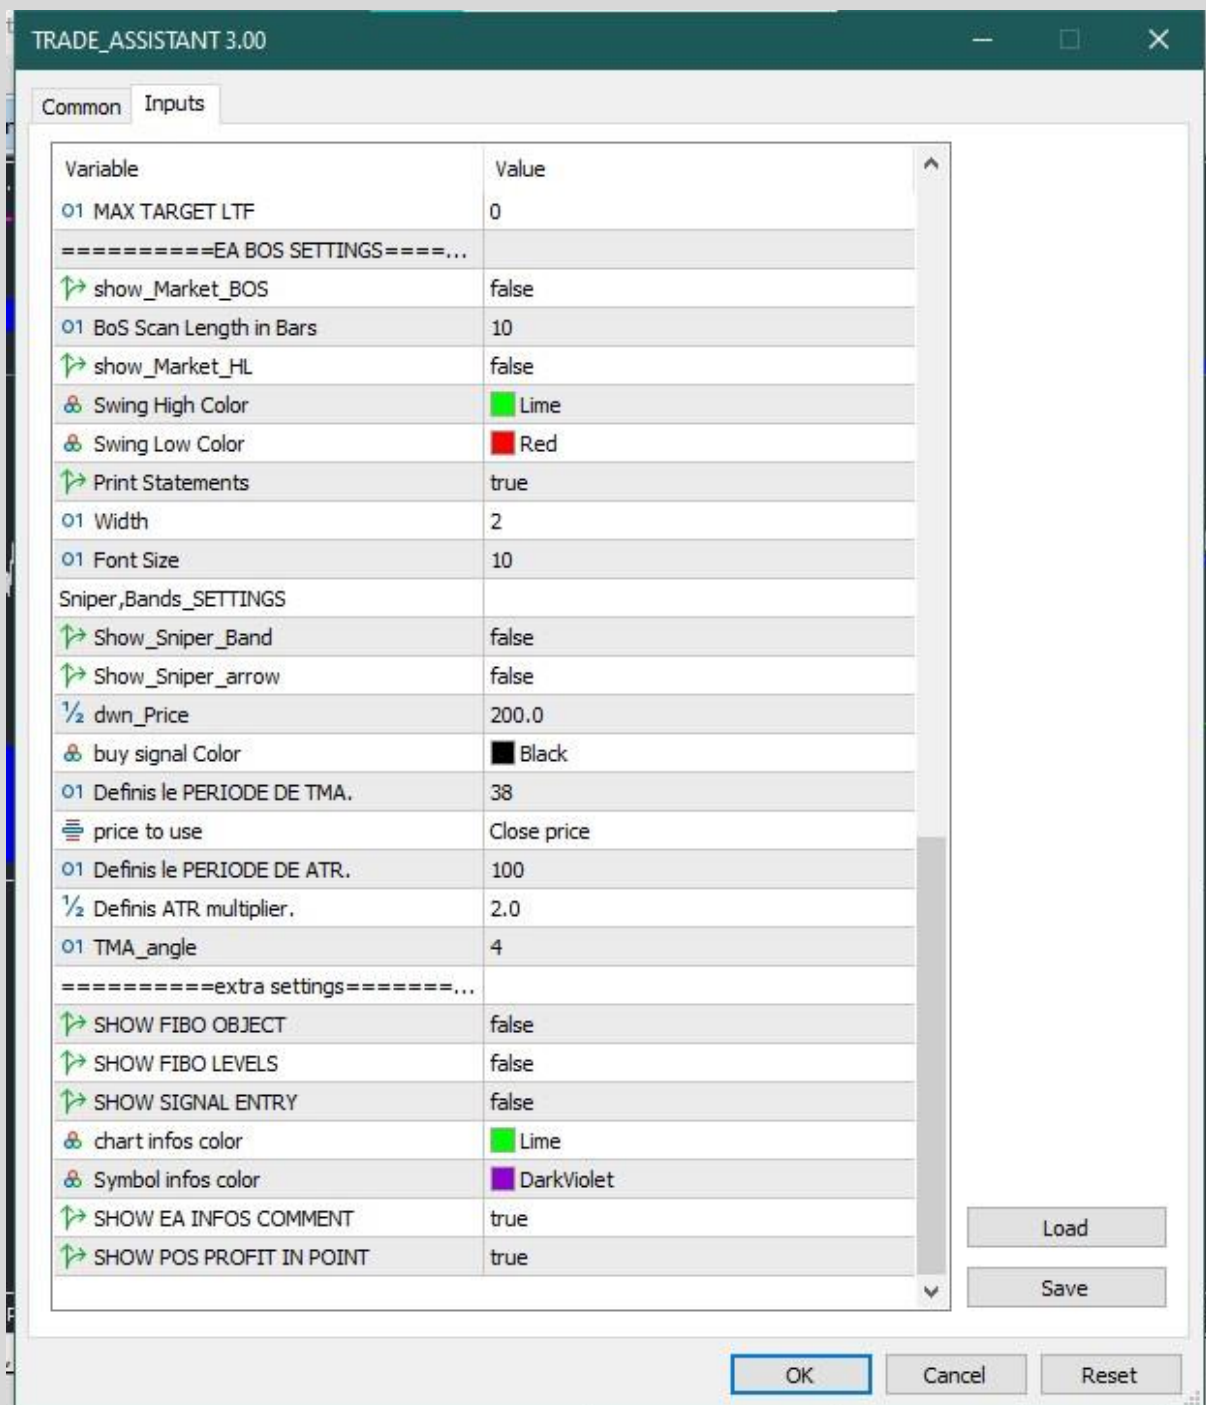 TRADE_ASSISTANT 3.00
Common Inputs
Variable Value
MAX TARGET LTF 0
==========EA BOS SETTINGS====...
show_Market_BOS false
BoS Scan Length in Bars 10
show_Market_HL false
Swing High Color Lime
Swing Low Color Red
Print Statements true
Width 2
Font Size 10
Sniper,Bands_SETTINGS
Show_Sniper_Band false
Show_Sniper_arrow false
dwn_Price 200.0
buy signal Color Black
Definis le PERIODE DE TMA. 38
price to use Close price
Definis le PERIODE DE ATR. 100
Definis ATR multiplier. 2.0
TMA_angle 4
==========extra settings=======...
SHOW FIBO OBJECT false
SHOW FIBO LEVELS false
SHOW SIGNAL ENTRY false
chart infos color Lime
Symbol infos color DarkViolet
SHOW EA INFOS COMMENT true
SHOW POS PROFIT IN POINT true
Load
Save
OK Cancel Reset